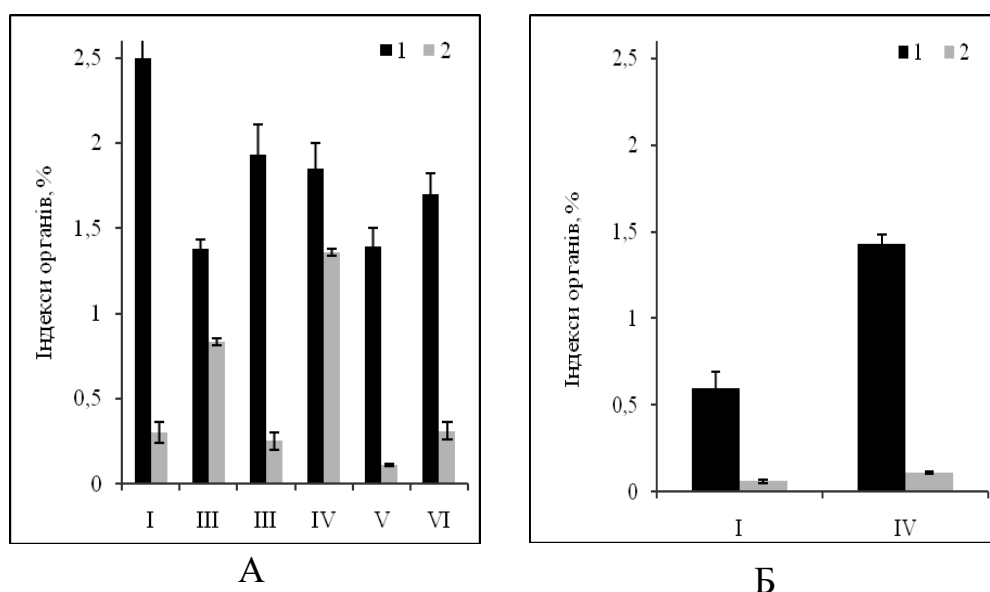 1 2
2,5
2
1,5
1
0,5
0
Індекси органів, %
I III III IV V VI
А
1 2
2,5
2
1,5
1
0,5
0
Індекси органів, %
I IV
Б